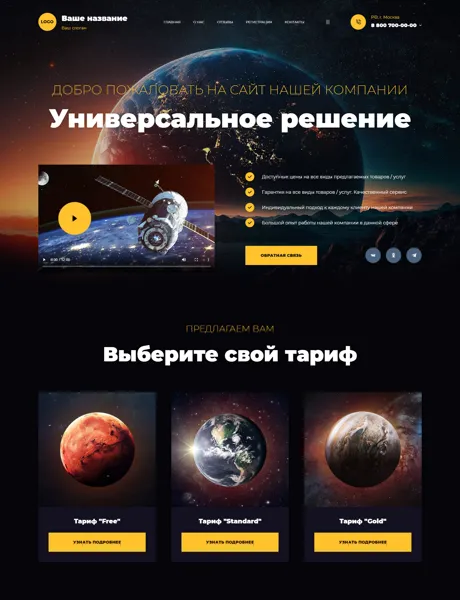 LOGO
Ваше название
Ваш слоган
ГЛАВНАЯ
О НАС
ОТЗЫВЫ
РЕГИСТРАЦИЯ
КОНТАКТЫ
РФ, г. Москва
8 800 700-00-00
ДОБРО ПОЖАЛОВАТЬ НА САЙТ НАШЕЙ КОМПАНИИ
Универсальное решение
Доступные цены на все виды предлагаемых товаров / услуг
Гарантии на все виды товаров / услуг. Качественный сервис
Индивидуальный подход к каждому клиенту нашей компании
Большой опыт работы нашей компании в данной сфере
ОБРАТНАЯ СВЯЗЬ
ПРЕДЛАГАЕМ ВАМ
Выберите свой тариф
Тариф "Free"
Тариф "Standard"
Тариф "Gold"
УЗНАТЬ ПОДРОБНЕЕ
УЗНАТЬ ПОДРОБНЕЕ
УЗНАТЬ ПОДРОБНЕЕ